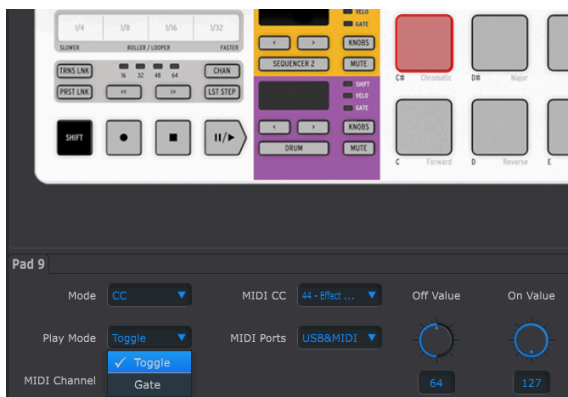 1/4 1/8 1/16 1/32
SLOWER ROLLER / LOOPER FASTER
TRNS LNK 16 32 48 64 CHAN
PRST LNK << >> LST STEP
SHIFT
VELO
GATE
< > KNOBS
SEQUENCER 2 MUTE
SHIFT
VELO
GATE
< > KNOBS
DRUM MUTE
C# Chromatic D# Major
C Forward D Reverse E
Pad 9
Mode CC MIDI CC 44 - Effect ... Off Value On Value
Play Mode Toggle MIDI Ports USB&MIDI
✓ Toggle
MIDI Channel Gate 64 127